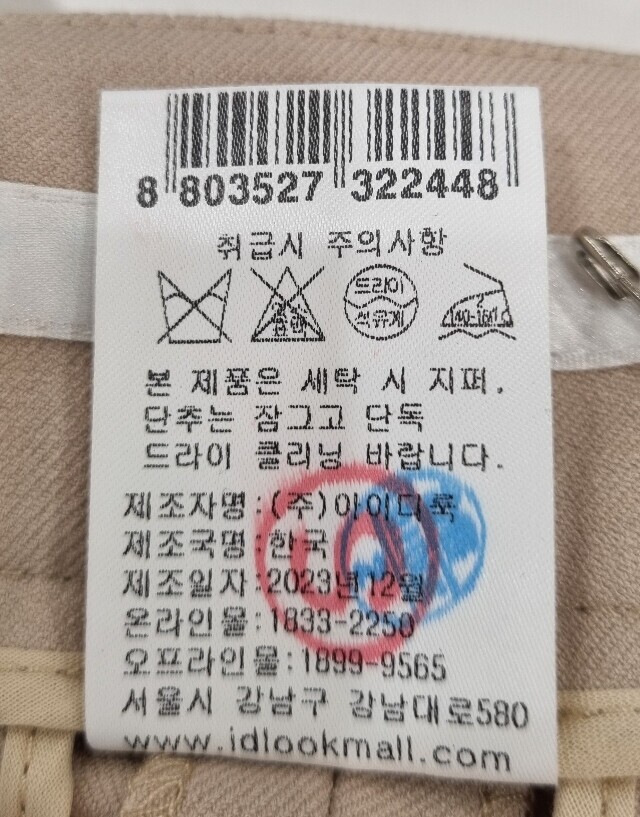 8 803527 322448
취급시 주의사항
염소
표백
드라이
석유계
2
140-160℃
본 제품은 세탁 시 지퍼,
단추는 잠그고 단독
드라이 클리닝 바랍니다.
제조자명:(주)아이디룩
제조국명:한국
제조일자:2023년12월
온라인몰:1833-2250
오프라인몰:1899-9565
서울시 강남구 강남대로580
www.idlookmall.com